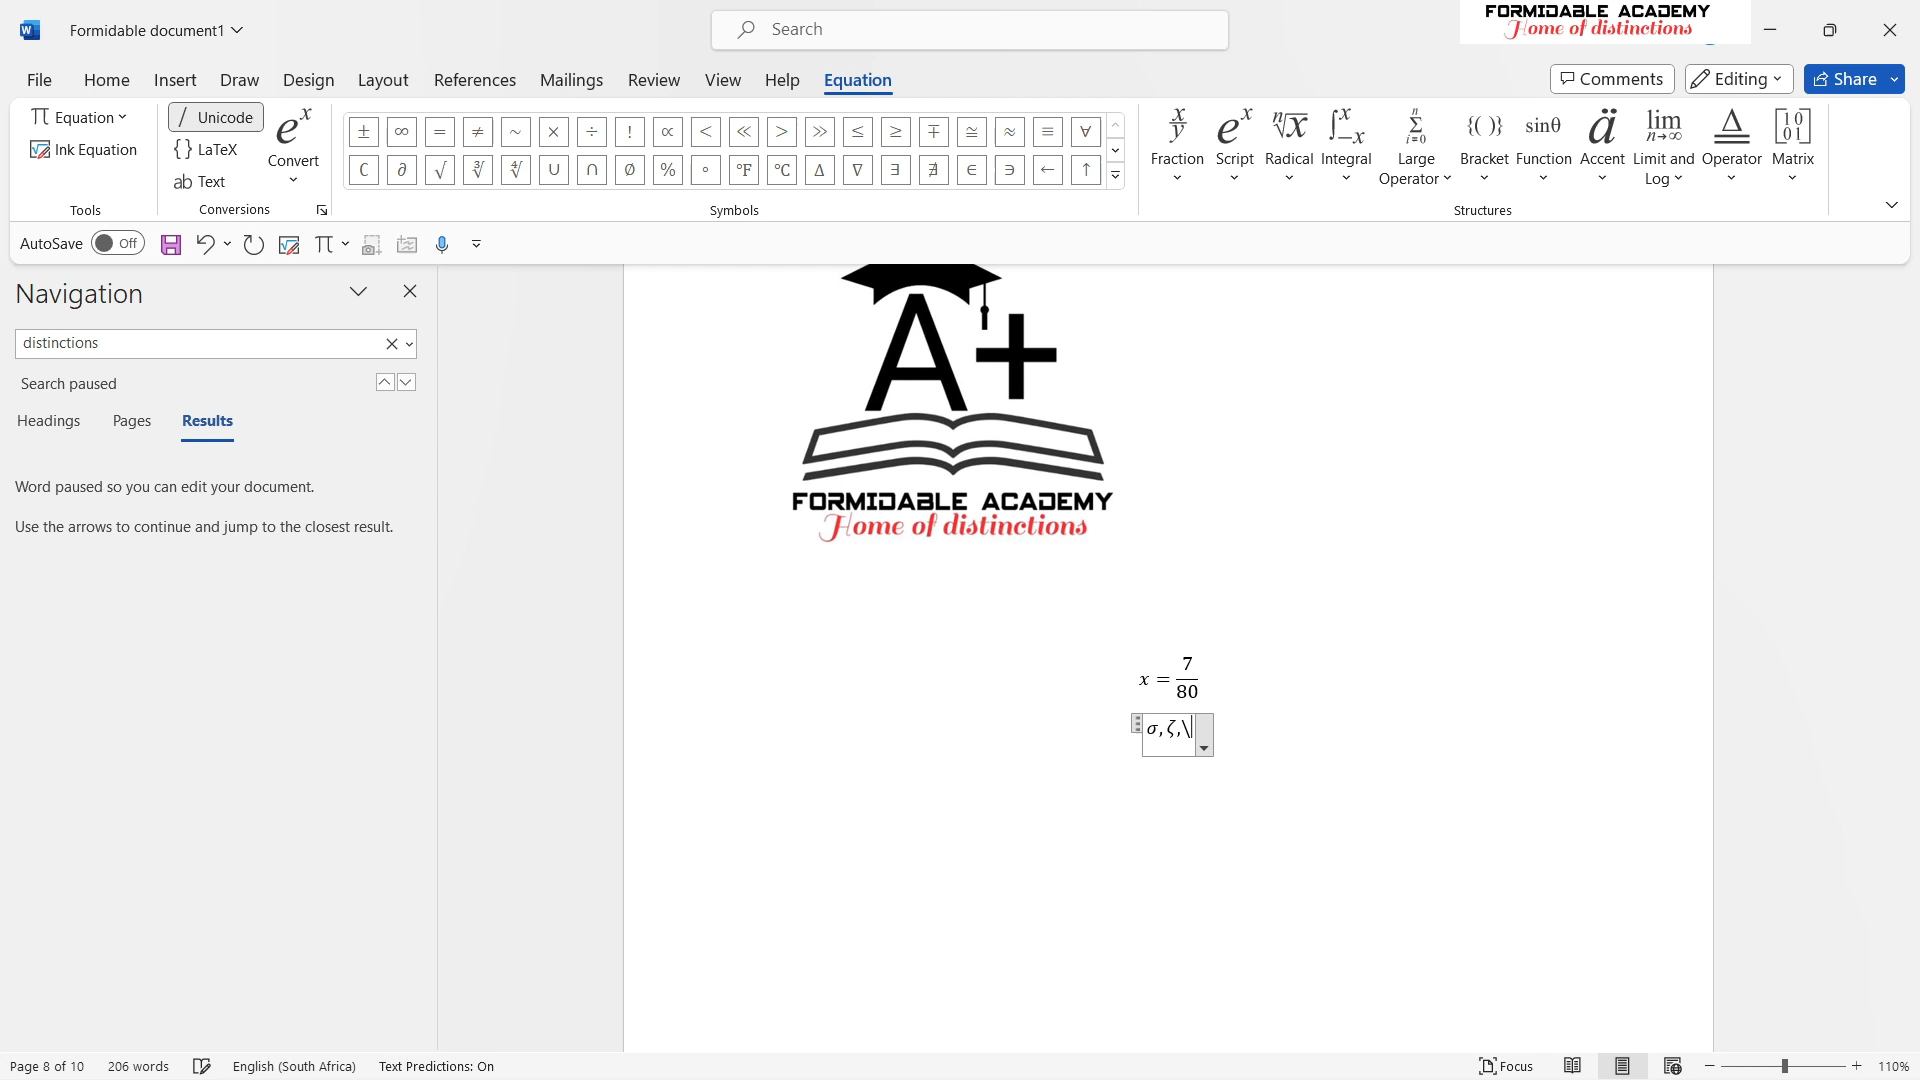 Formidable document1
Search
FORMIDABLE ACADEMY
Home of distinctions
File Home Insert Draw Design Layout References Mailings Review View Help Equation
Comments Editing Share
π Equation
Ink Equation
Tools
/ Unicode
{} LaTeX
ab Text
Conversions
e^x Convert
± ∞ = ≠ ~ × ÷ ! ∝ < ≪ > ≫ ≤ ≥ ∓ ≅ ≈ ≡ ∀
∁ ∂ √ ∛ ∜ ∪ ∩ ∅ % ° °F °C ∆ ∇ ∃ ∄ ∈ ∋ ← ↑
Symbols
Fraction Script Radical Integral Large Operator Bracket Function Accent Limit and Log Operator Matrix
Structures
AutoSave Off
Navigation
distinctions
Search paused
Headings Pages Results
Word paused so you can edit your document.
Use the arrows to continue and jump to the closest result.
A+
FORMIDABLE ACADEMY
Home of distinctions
x = 7/80
σ, ζ,\
Page 8 of 10 206 words English (South Africa) Text Predictions: On Focus 110%